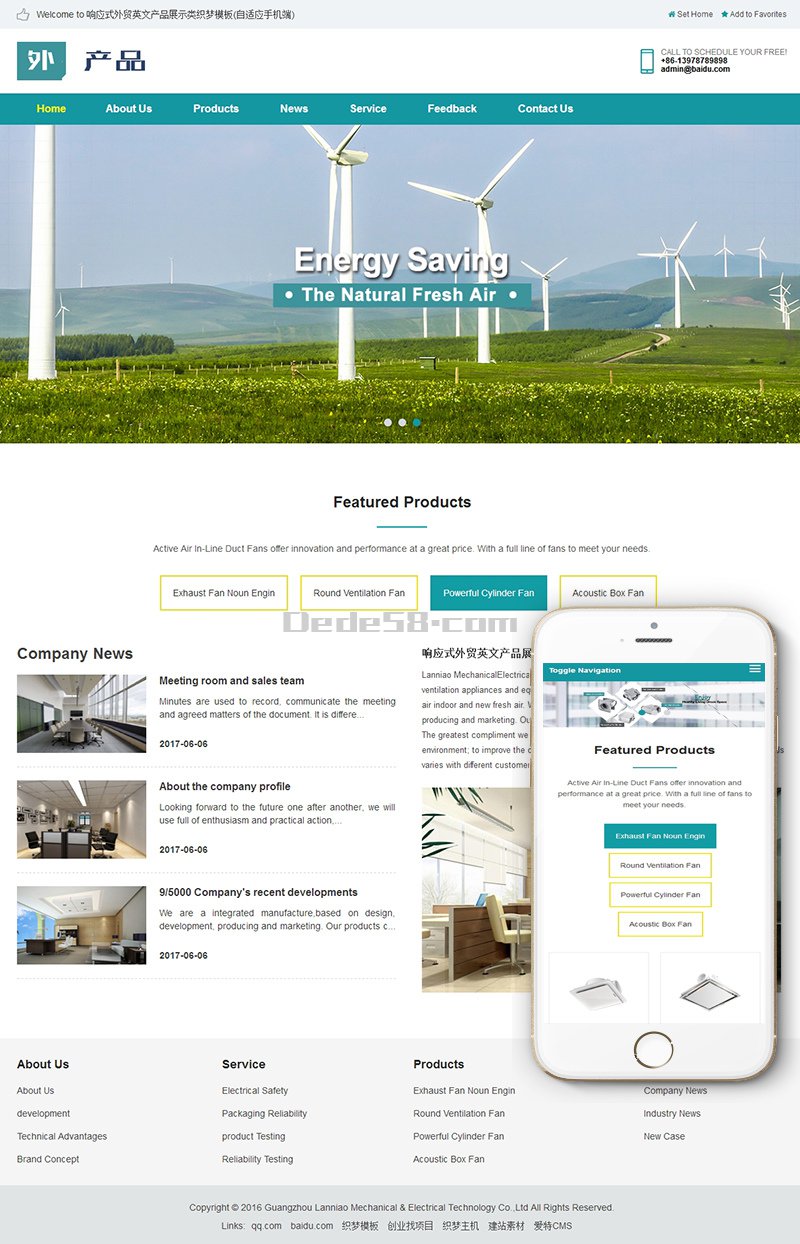 Welcome to 响应式外贸英文产品展示类织梦模板(自适应手机端)
Set Home
Add to Favorites
外 产品
CALL TO SCHEDULE YOUR FREE!
+86-13978789898
admin@baidu.com
Home
About Us
Products
News
Service
Feedback
Contact Us
Energy Saving
• The Natural Fresh Air •
Featured Products
Active Air In-Line Duct Fans offer innovation and performance at a great price. With a full line of fans to meet your needs.
Exhaust Fan Noun Engin
Round Ventilation Fan
Powerful Cylinder Fan
Acoustic Box Fan
Dede58.com
Company News
Meeting room and sales team
Minutes are used to record, communicate the meeting
and agreed matters of the document. It is differe...
2017-06-06
About the company profile
Looking forward to the future one after another, we will
use full of enthusiasm and practical action,...
2017-06-06
9/5000 Company's recent developments
We are a integrated manufacture,based on design,
development, producing and marketing. Our products c...
2017-06-06
响应式外贸英文产品展
Lanniao MechanicalElectrica
ventilation appliances and eq
air indoor and new fresh air. 
producing and marketing. Ou
The greatest compliment we
environment; to improve the c
varies with different customer
Toggle Navigation
Featured Products
Active Air In-Line Duct Fans offer innovation and
performance at a great price. With a full line of fans to
meet your needs.
Exhaust Fan Noun Engin
Round Ventilation Fan
Powerful Cylinder Fan
Acoustic Box Fan
About Us
About Us
development
Technical Advantages
Brand Concept
Service
Electrical Safety
Packaging Reliability
product Testing
Reliability Testing
Products
Exhaust Fan Noun Engin
Round Ventilation Fan
Powerful Cylinder Fan
Acoustic Box Fan
Company News
Industry News
New Case
Copyright © 2016 Guangzhou Lanniao Mechanical & Electrical Technology Co.,Ltd All Rights Reserved.
Links: qq.com baidu.com 织梦模板 创业找项目 织梦主机 建站素材 爱特CMS